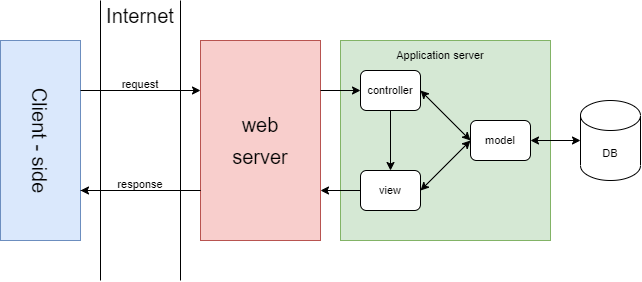 Internet
Application server
request
controller
Client - side
web
server
model
DB
response
view